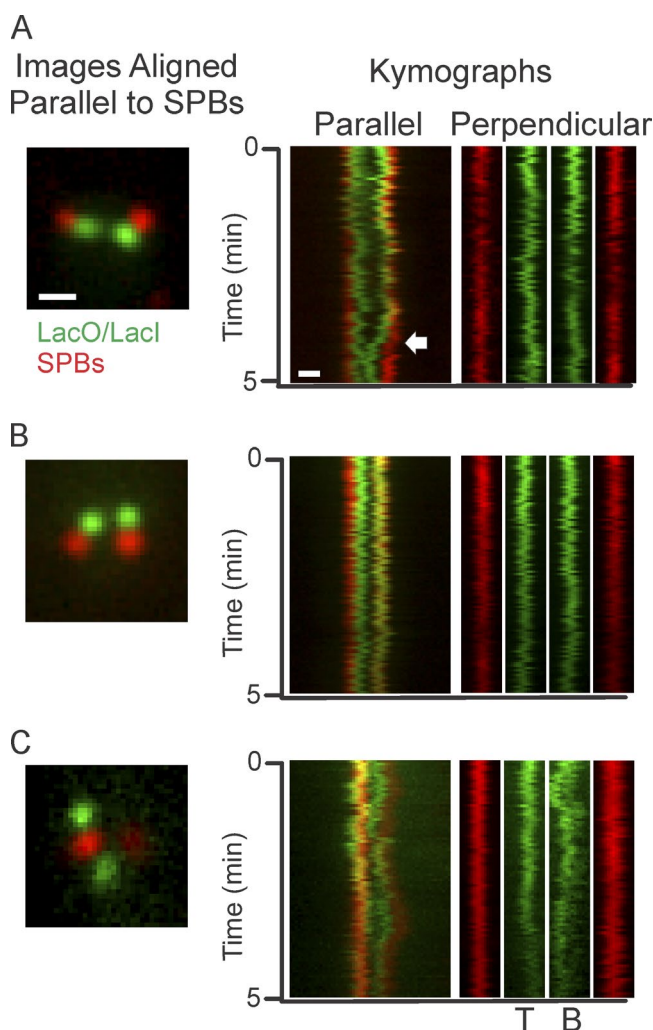 A
Images Aligned
Parallel to SPBs
Kymographs
Parallel
Perpendicular
0
Time (min)
5
LacO/LacI
SPBs
B
0
Time (min)
5
C
0
Time (min)
5
T
B